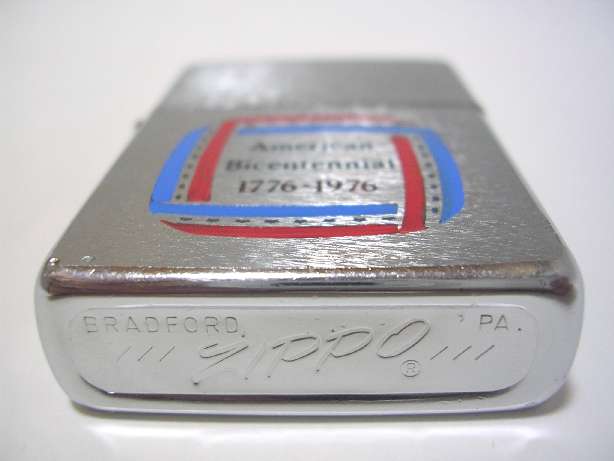 American
Bicentennial
1776-1976
BRADFORD, PA.
/// ZIPPO ® ////